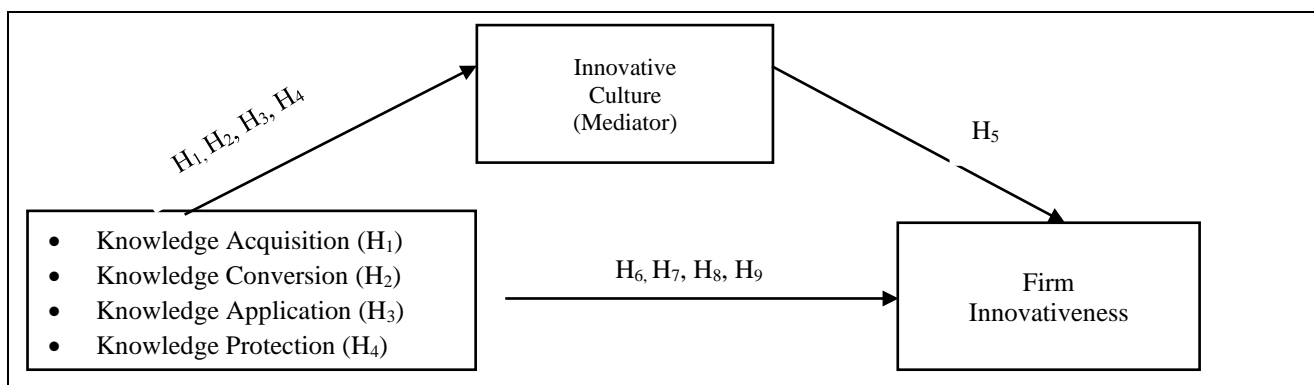 Innovative
Culture
(Mediator)
H₁, H₂, H₃, H₄
H₅
• Knowledge Acquisition (H₁)
• Knowledge Conversion (H₂)
• Knowledge Application (H₃)
• Knowledge Protection (H₄)
H₆, H₇, H₈, H₉
Firm
Innovativeness